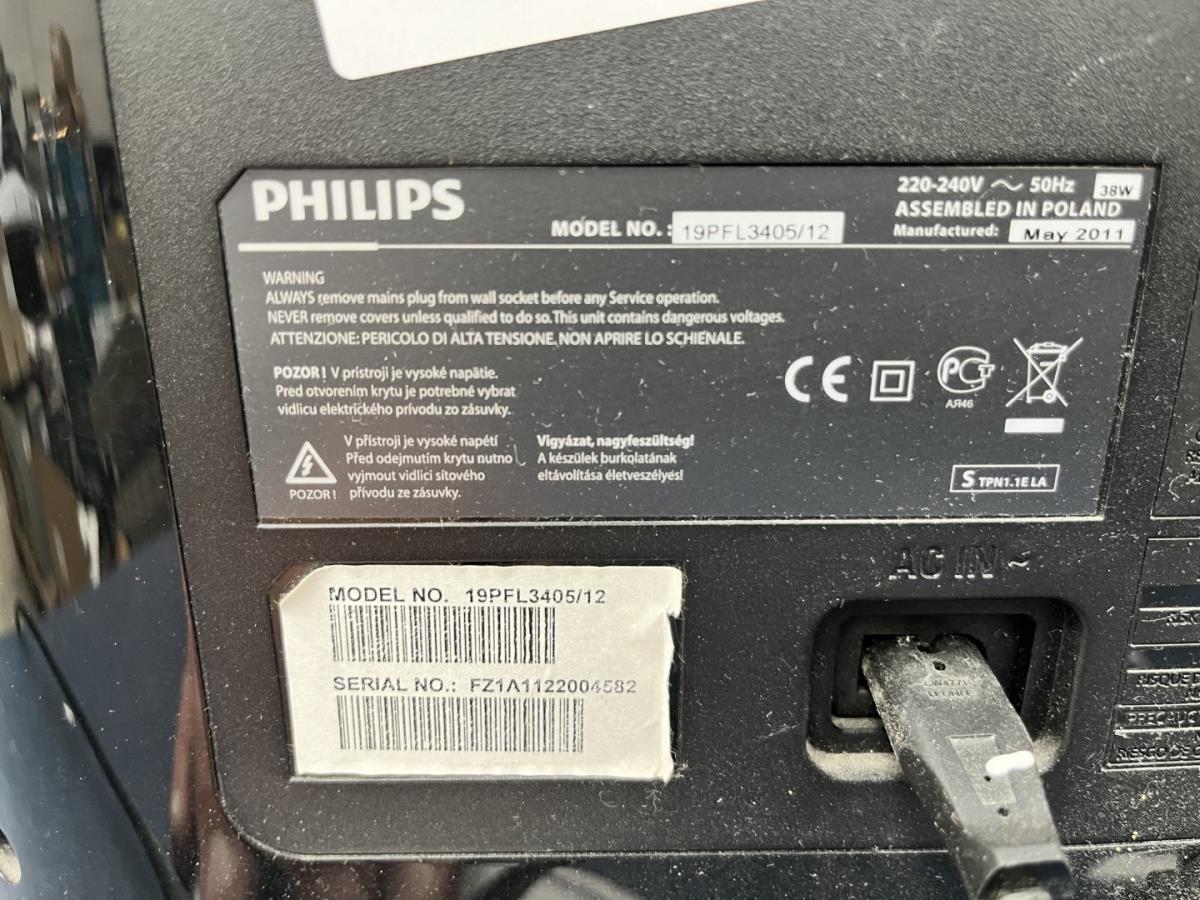 PHILIPS
MODEL NO. : 19PFL3405/12
220-240V ~ 50Hz 38W
ASSEMBLED IN POLAND
Manufactured: May 2011
WARNING
ALWAYS remove mains plug from wall socket before any Service operation.
NEVER remove covers unless qualified to do so. This unit contains dangerous voltages.
ATTENZIONE: PERICOLO DI ALTA TENSIONE. NON APRIRE LO SCHIENALE.
POZOR! V prístroji je vysoké napätie.
Pred otvorením krytu je potrebné vybrat
vidlicu elektrického prívodu zo zásuvky.
V přístroji je vysoké napětí
Před odejmutím krytu nutno
vyjmout vidlici síťového
přívodu ze zásuvky.
POZOR!
Vigyázat, nagyfeszültség!
A készülek burkolatának
eltávolítása életveszélyes!
CE
РСТ
АЯ46
S TPN1.1E LA
MODEL NO. 19PFL3405/12
SERIAL NO.: FZ1A1122004582
AC IN ~